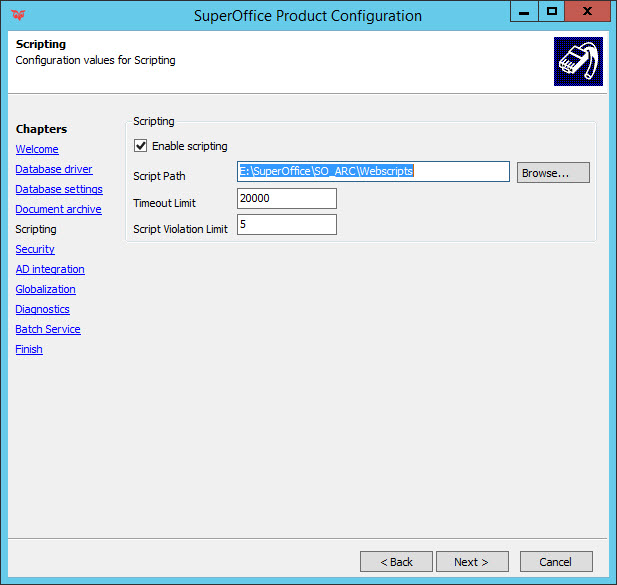 SuperOffice Product Configuration
Scripting
Configuration values for Scripting
Chapters
Welcome
Database driver
Database settings
Document archive
Scripting
Security
AD integration
Globalization
Diagnostics
Batch Service
Finish
Scripting
Enable scripting
Script Path E:\SuperOffice\SO_ARC\Webscripts Browse...
Timeout Limit 20000
Script Violation Limit 5
< Back Next > Cancel